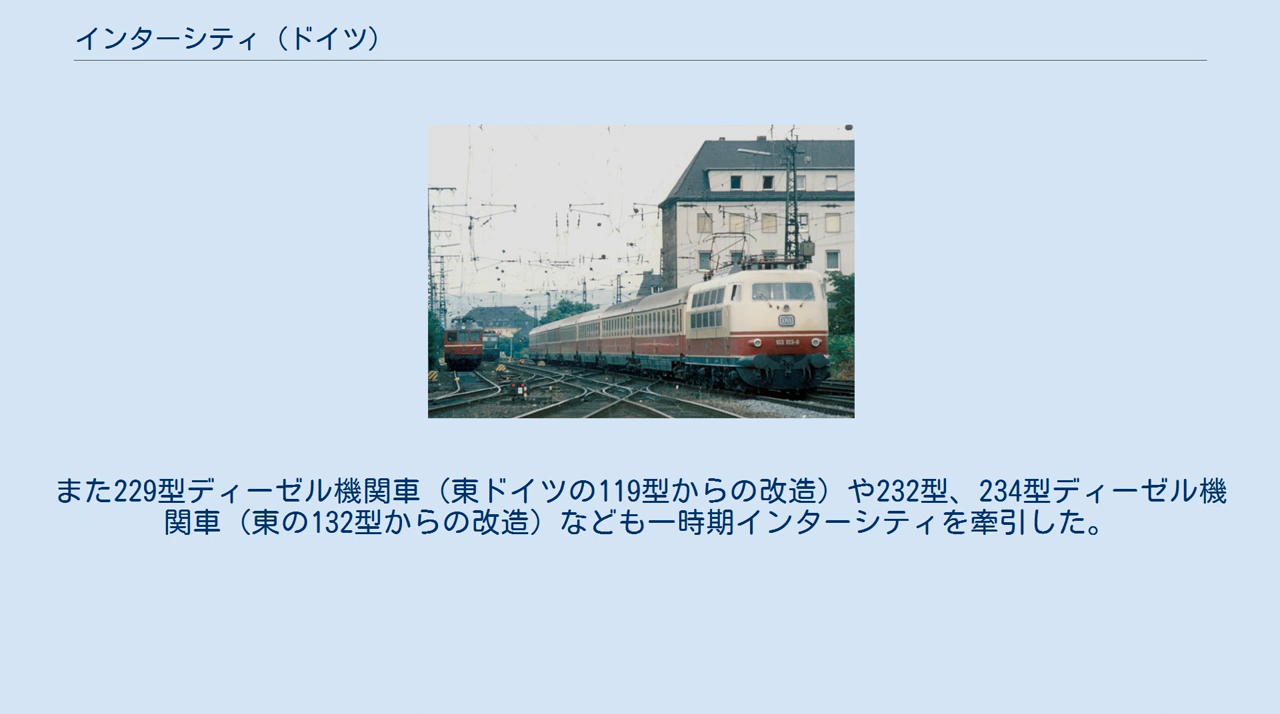 インターシティ（ドイツ）
また229型ディーゼル機関車（東ドイツの119型からの改造）や232型、234型ディーゼル機
関車（東の132型からの改造）なども一時期インターシティを牽引した。